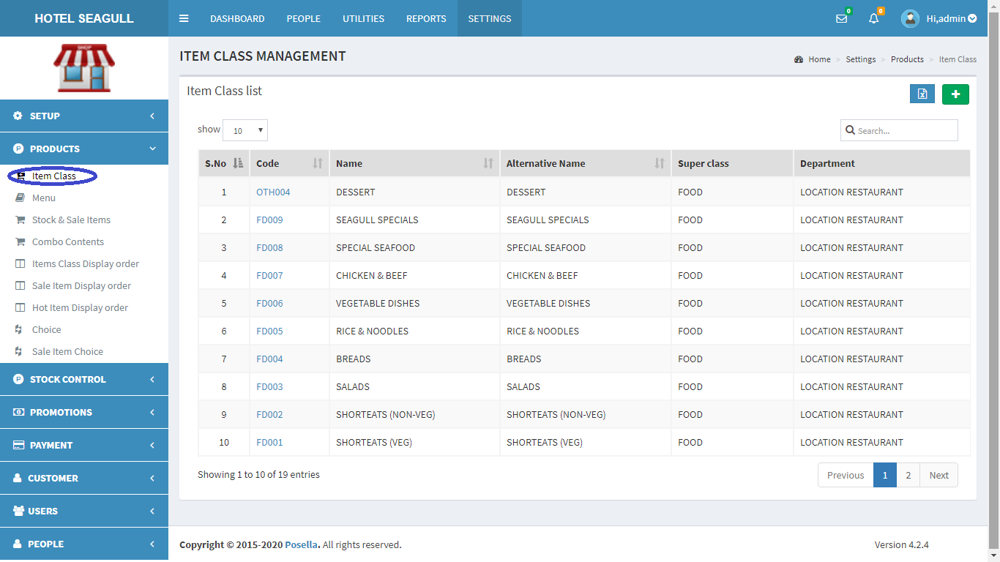 HOTEL SEAGULL
DASHBOARD PEOPLE UTILITIES REPORTS SETTINGS
0 0 Hi,admin
SHOP
ITEM CLASS MANAGEMENT
Home > Settings > Products > Item Class
Item Class list
SETUP
PRODUCTS
Item Class
Menu
Stock & Sale Items
Combo Contents
Items Class Display order
Sale Item Display order
Hot Item Display order
Choice
Sale Item Choice
STOCK CONTROL
PROMOTIONS
PAYMENT
CUSTOMER
USERS
PEOPLE
show 10
Search...
S.No Code Name Alternative Name Super class Department
1 OTH004 DESSERT DESSERT FOOD LOCATION RESTAURANT
2 FD009 SEAGULL SPECIALS SEAGULL SPECIALS FOOD LOCATION RESTAURANT
3 FD008 SPECIAL SEAFOOD SPECIAL SEAFOOD FOOD LOCATION RESTAURANT
4 FD007 CHICKEN & BEEF CHICKEN & BEEF FOOD LOCATION RESTAURANT
5 FD006 VEGETABLE DISHES VEGETABLE DISHES FOOD LOCATION RESTAURANT
6 FD005 RICE & NOODLES RICE & NOODLES FOOD LOCATION RESTAURANT
7 FD004 BREADS BREADS FOOD LOCATION RESTAURANT
8 FD003 SALADS SALADS FOOD LOCATION RESTAURANT
9 FD002 SHORTEATS (NON-VEG) SHORTEATS (NON-VEG) FOOD LOCATION RESTAURANT
10 FD001 SHORTEATS (VEG) SHORTEATS (VEG) FOOD LOCATION RESTAURANT
Showing 1 to 10 of 19 entries
Previous 1 2 Next
Copyright © 2015-2020 Posella. All rights reserved.
Version 4.2.4